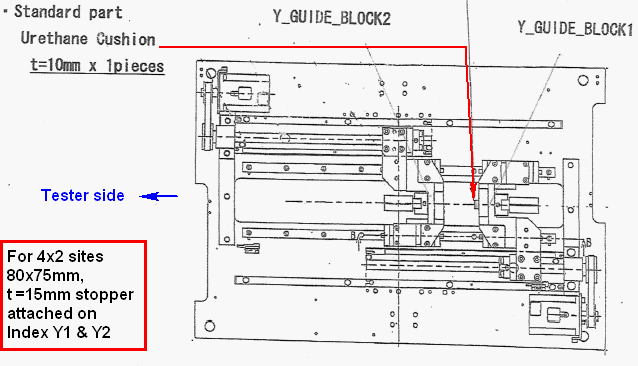 ・Standard part
Urethane Cushion
t=10mm x 1pieces
Y_GUIDE_BLOCK2
Y_GUIDE_BLOCK1
Tester side
For 4x2 sites
80x75mm,
t =15mm stopper
attached on
Index Y1 & Y2
B
B